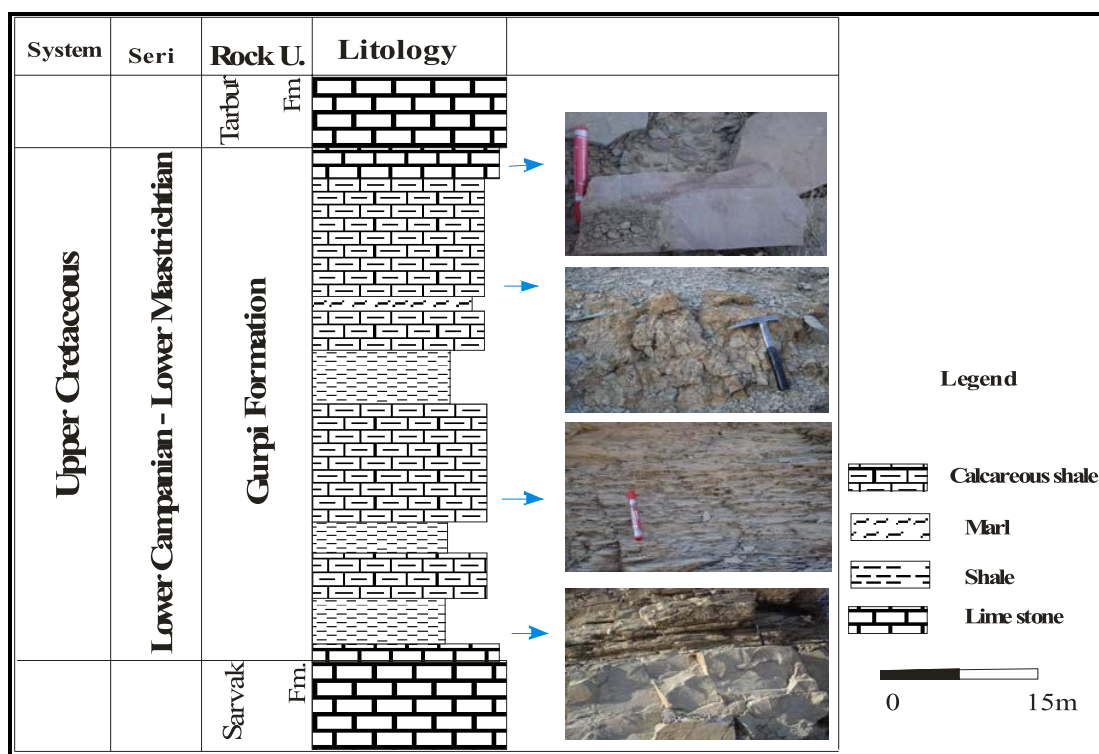 System
Seri
Rock U.
Litology
Tarbur
Fm.
Upper Cretaceous
Lower Campanian - Lower Maastrichtian
Gurpi Formation
Sarvak
Fm.
Legend
Calcareous shale
Marl
Shale
Lime stone
0
15m